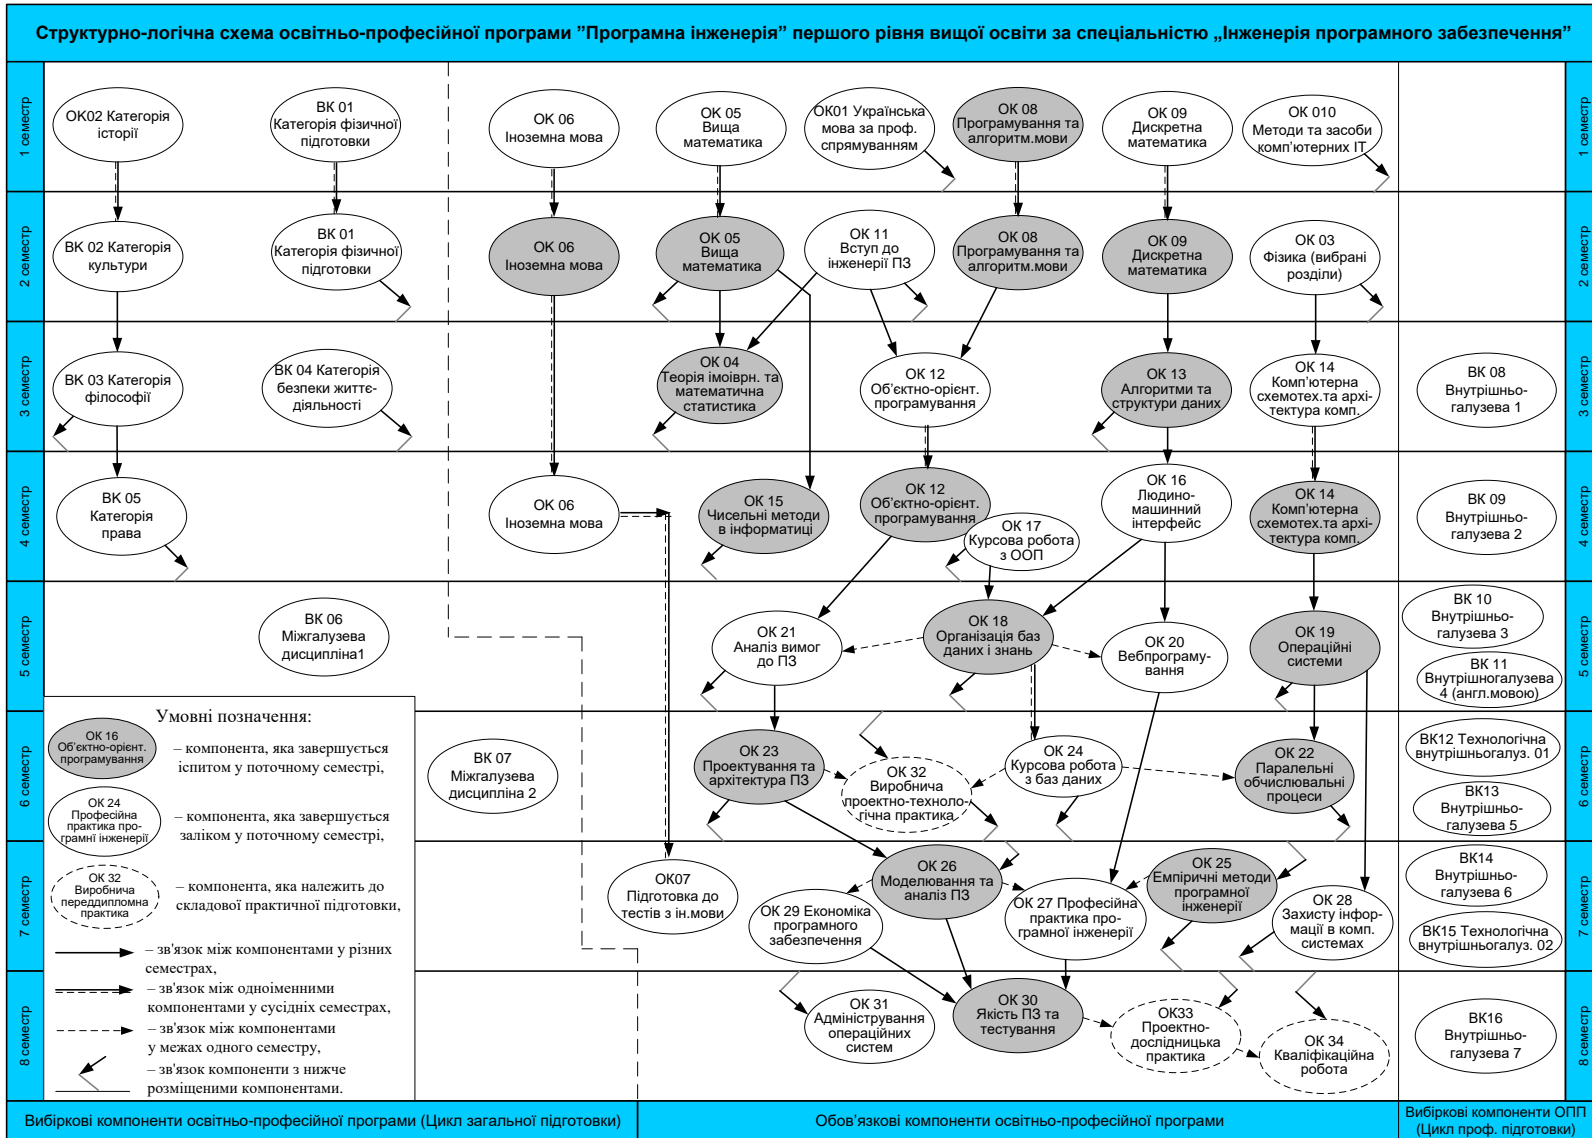 Структурно-логічна схема освітньо-професійної програми ”Програмна інженерія” першого рівня вищої освіти за спеціальністю „Інженерія програмного забезпечення”
1 семестр
ОК02 Категорія
історії
ВК 01
Категорія фізичної
підготовки
ОК 06
Іноземна мова
ОК 05
Вища
математика
ОК01 Українська
мова за проф.
спрямуванням
ОК 08
Програмування та
алгоритм.мови
ОК 09
Дискретна
математика
ОК 010
Методи та засоби
комп’ютерних ІТ
1 семестр
2 семестр
ВК 02 Категорія
культури
ВК 01
Категорія фізичної
підготовки
ОК 06
Іноземна мова
ОК 05
Вища
математика
ОК 11
Вступ до
інженерії ПЗ
ОК 08
Програмування та
алгоритм.мови
ОК 09
Дискретна
математика
ОК 03
Фізика (вибрані
розділи)
2 семестр
3 семестр
ВК 03 Категорія
філософії
ВК 04 Категорія
безпеки життє-
діяльності
ОК 04
Теорія імоіврн. та
математична
статистика
ОК 12
Об’єктно-орієнт.
програмування
ОК 13
Алгоритми та
структури даних
ОК 14
Комп’ютерна
схемотех.та архі-
тектура комп.
ВК 08
Внутрішньо-
галузева 1
3 семестр
4 семестр
ВК 05
Категорія
права
ОК 06
Іноземна мова
ОК 15
Чисельні методи
в інформатиці
ОК 12
Об’єктно-орієнт.
програмування
ОК 17
Курсова робота
з ООП
ОК 16
Людино-
машинний
інтерфейс
ОК 14
Комп’ютерна
схемотех.та архі-
тектура комп.
ВК 09
Внутрішньо-
галузева 2
4 семестр
5 семестр
ВК 06
Міжгалузева
дисципліна1
ОК 21
Аналіз вимог
до ПЗ
ОК 18
Організація баз
даних і знань
ОК 20
Вебпрограму-
вання
ОК 19
Операційні
системи
ВК 10
Внутрішньо-
галузева 3
ВК 11
Внутрішногалузева
4 (англ.мовою)
5 семестр
6 семестр
ВК 07
Міжгалузева
дисципліна 2
ОК 23
Проектування та
архітектура ПЗ
ОК 32
Виробнича
проектно-техноло-
гічна практика
ОК 24
Курсова робота
з баз даних
ОК 22
Паралельні
обчислювальні
процеси
ВК12 Технологічна
внутрішньогалуз. 01
ВК13
Внутрішньо-
галузева 5
6 семестр
7 семестр
ОК07
Підготовка до
тестів з ін.мови
ОК 29 Економіка
програмного
забезпечення
ОК 26
Моделювання та
аналіз ПЗ
ОК 27 Професійна
практика про-
грамної інженерії
ОК 25
Емпіричні методи
програмної
інженерії
ОК 28
Захисту інфор-
мації в комп.
системах
ВК14
Внутрішньо-
галузева 6
ВК15 Технологічна
внутрішньогалуз. 02
7 семестр
8 семестр
ОК 31
Адміністрування
операційних
систем
ОК 30
Якість ПЗ та
тестування
ОК33
Проектно-
дослідницька
практика
ОК 34
Кваліфікаційна
робота
ВК16
Внутрішньо-
галузева 7
8 семестр
Умовні позначення:
ОК 16
Об’єктно-орієнт.
програмування
– компонента, яка завершується
іспитом у поточному семестрі,
ОК 24
Професійна
практика про-
грамнї інженерії
– компонента, яка завершується
заліком у поточному семестрі,
ОК 32
Виробнича
переддипломна
практика
– компонента, яка належить до
складової практичної підготовки,
– зв'язок між компонентами у різних
семестрах,
– зв'язок між одноіменними
компонентами у сусідніх семестрах,
– зв'язок між компонентами
у межах одного семестру,
– зв'язок компоненти з нижче
розміщеними компонентами.
Вибіркові компоненти освітньо-професійної програми (Цикл загальної підготовки)
Обов’язкові компоненти освітньо-професійної програми
Вибіркові компоненти ОПП
(Цикл проф. підготовки)